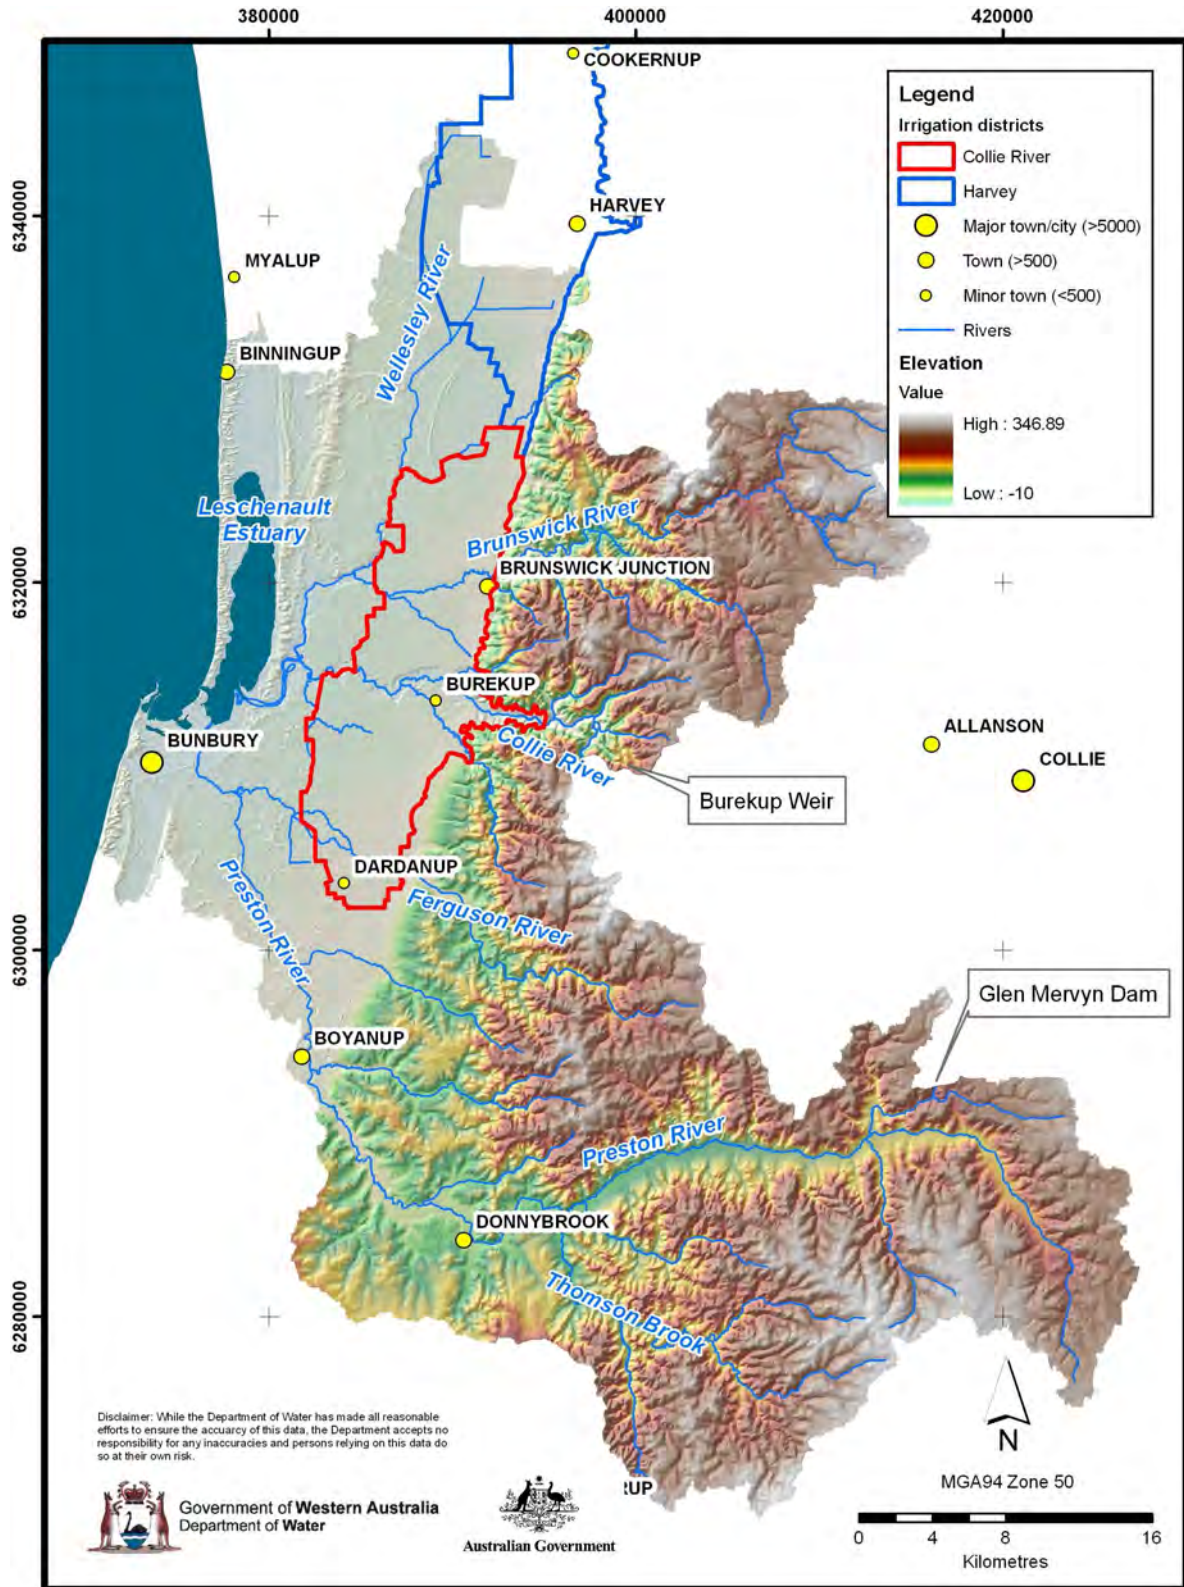 380000
400000
420000
COOKERNUP
Legend
Irrigation districts
Collie River
Harvey
Major town/city (>5000)
Town (>500)
Minor town (<500)
Rivers
Elevation
Value
High : 346.89
Low : -10
6340000
HARVEY
MYALUP
Wellesley River
BINNINGUP
Leschenault
Estuary
Brunswick River
6320000
BRUNSWICK JUNCTION
BUREKUP
Collie River
BUNBURY
ALLANSON
COLLIE
Burekup Weir
DARDANUP
Preston River
Ferguson River
6300000
Glen Mervyn Dam
BOYANUP
Preston River
DONNYBROOK
Thomson Brook
6280000
Disclaimer: While the Department of Water has made all reasonable
efforts to ensure the accuarcy of this data, the Department accepts no
responsibility for any inaccuracies and persons relying on this data do
so at their own risk.
N
MGA94 Zone 50
RUP
Government of Western Australia
Department of Water
Australian Government
0 4 8 16
Kilometres